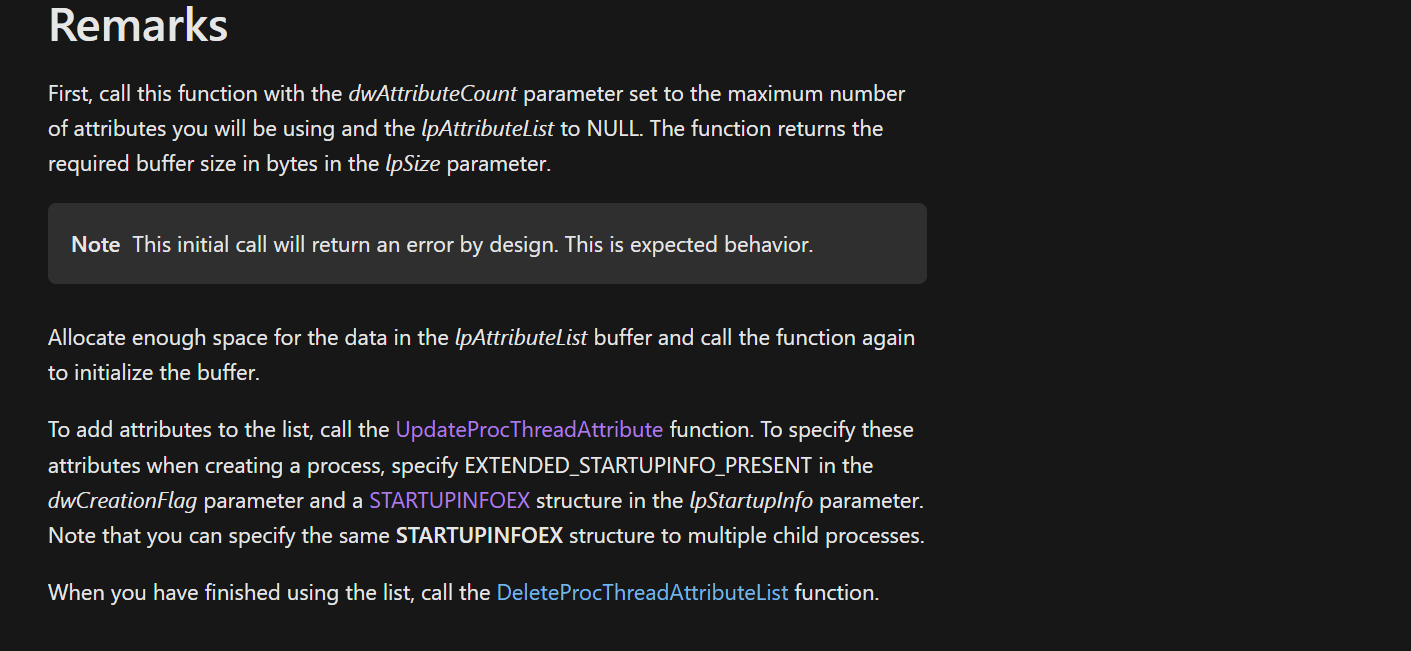 Remarks
First, call this function with the dwAttributeCount parameter set to the maximum number
of attributes you will be using and the lpAttributeList to NULL. The function returns the
required buffer size in bytes in the lpSize parameter.
Note This initial call will return an error by design. This is expected behavior.
Allocate enough space for the data in the lpAttributeList buffer and call the function again
to initialize the buffer.
To add attributes to the list, call the UpdateProcThreadAttribute function. To specify these
attributes when creating a process, specify EXTENDED_STARTUPINFO_PRESENT in the
dwCreationFlag parameter and a STARTUPINFOEX structure in the lpStartupInfo parameter.
Note that you can specify the same STARTUPINFOEX structure to multiple child processes.
When you have finished using the list, call the DeleteProcThreadAttributeList function.